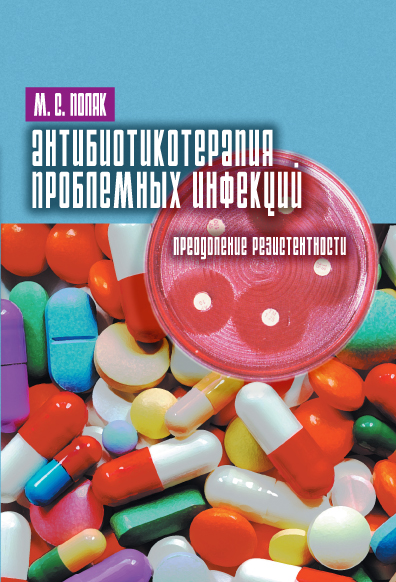 М. С. ПОЛЯК
АНТИБИОТИКОТЕРАПИЯ
ПРОБЛЕМНЫХ ИНФЕКЦИЙ
ПРЕОДОЛЕНИЕ РЕЗИСТЕНТНОСТИ